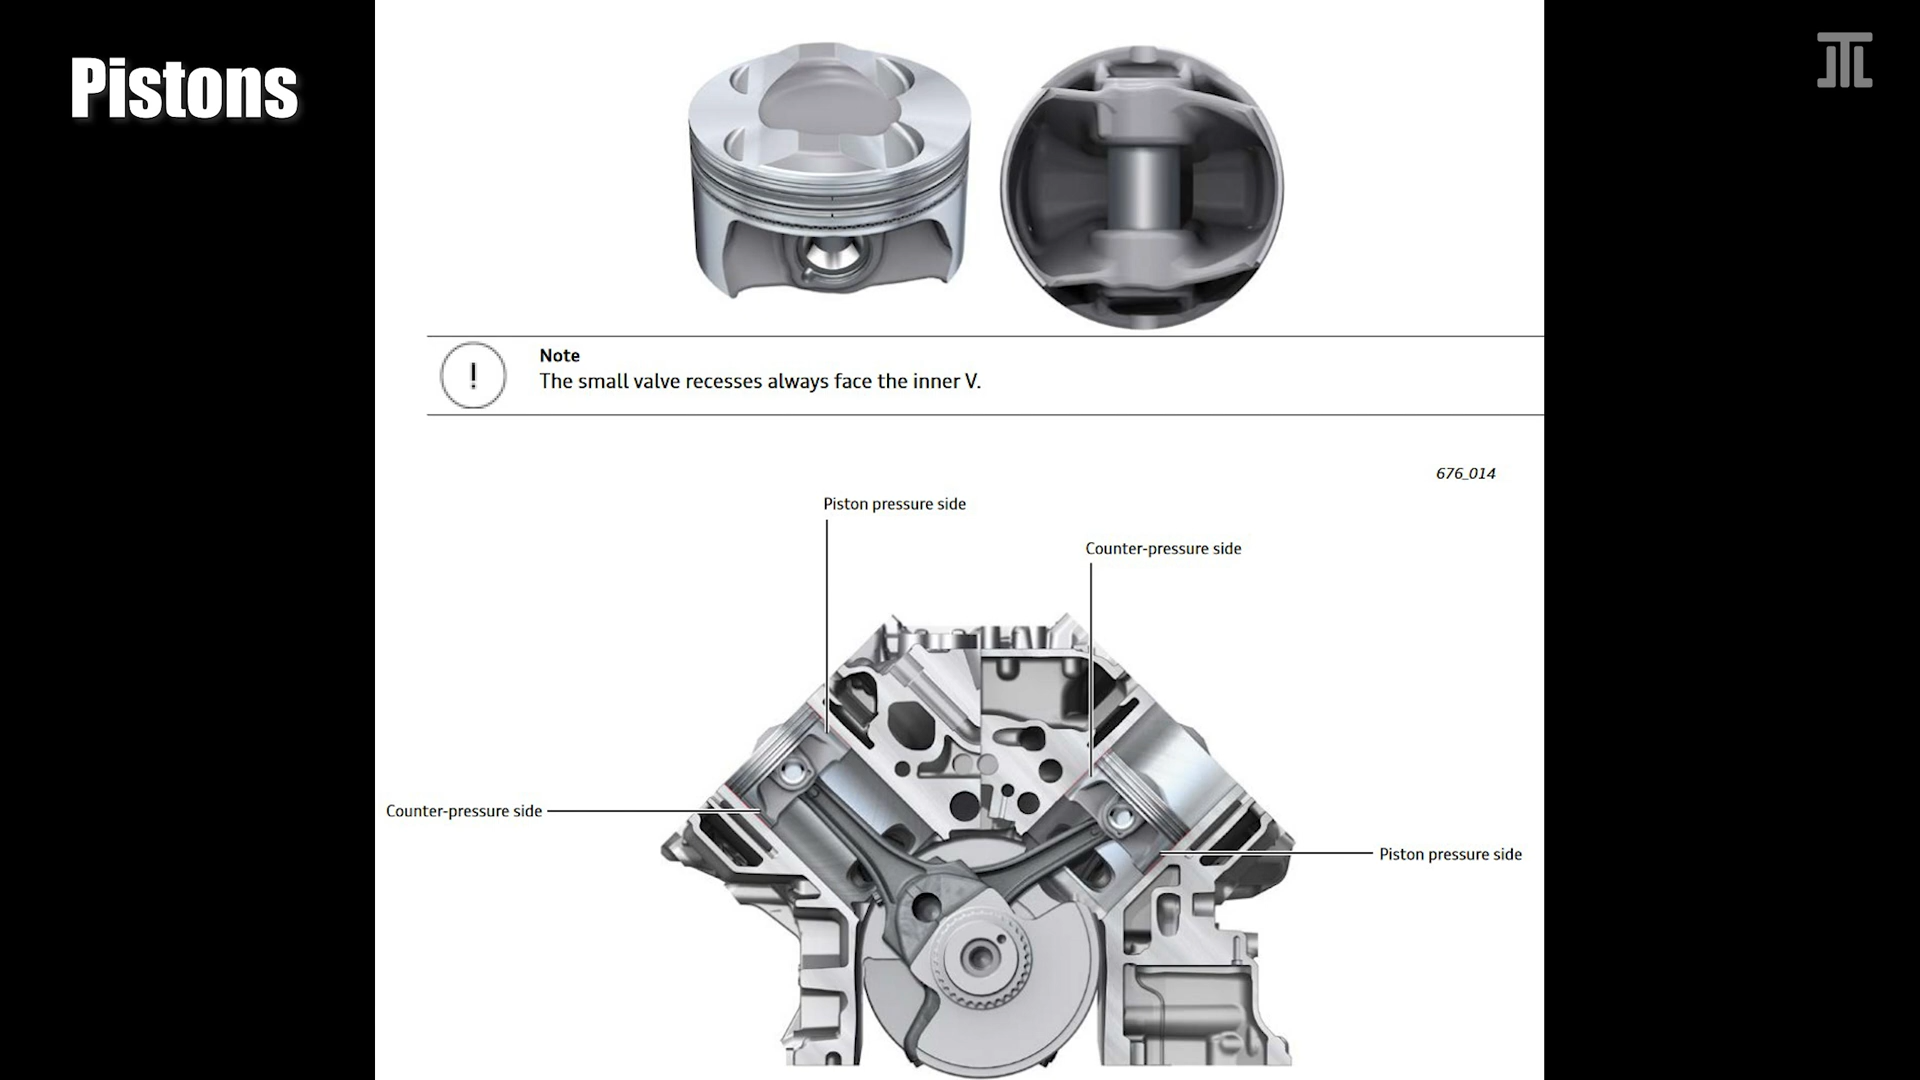 Pistons
!
Note
The small valve recesses always face the inner V.
676_014
Piston pressure side
Counter-pressure side
Counter-pressure side
Piston pressure side